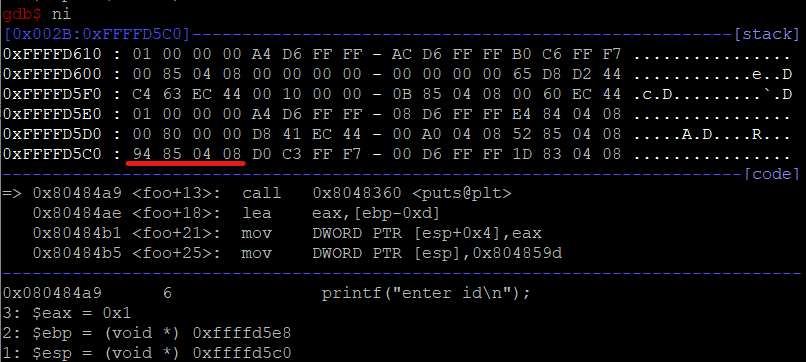 gdb$ ni
[0x002B:0xFFFFD5C0]------------------------------------------------------[stack]
0xFFFFD610 : 01 00 00 00 A4 D6 FF FF - AC D6 FF FF B0 C6 FF F7 ................
0xFFFFD600 : 00 85 04 08 00 00 00 00 - 00 00 00 00 65 D8 D2 44 ............e..D
0xFFFFD5F0 : C4 63 EC 44 00 10 00 00 - 0B 85 04 08 00 60 EC 44 .c.D.........`.D
0xFFFFD5E0 : 01 00 00 00 A4 D6 FF FF - 08 D6 FF FF E4 84 04 08 ................
0xFFFFD5D0 : 00 80 00 00 D8 41 EC 44 - 00 A0 04 08 52 85 04 08 .....A.D....R...
0xFFFFD5C0 : 94 85 04 08 D0 C3 FF F7 - 00 D6 FF FF 1D 83 04 08 ................
--------------------------------------------------------------------------[code]
=> 0x80484a9 <foo+13>: call 0x8048360 <puts@plt>
0x80484ae <foo+18>: lea eax,[ebp-0xd]
0x80484b1 <foo+21>: mov DWORD PTR [esp+0x4],eax
0x80484b5 <foo+25>: mov DWORD PTR [esp],0x804859d
--------------------------------------------------------------------------------
0x080484a9 6 printf("enter id\n");
3: $eax = 0x1
2: $ebp = (void *) 0xffffd5e8
1: $esp = (void *) 0xffffd5c0